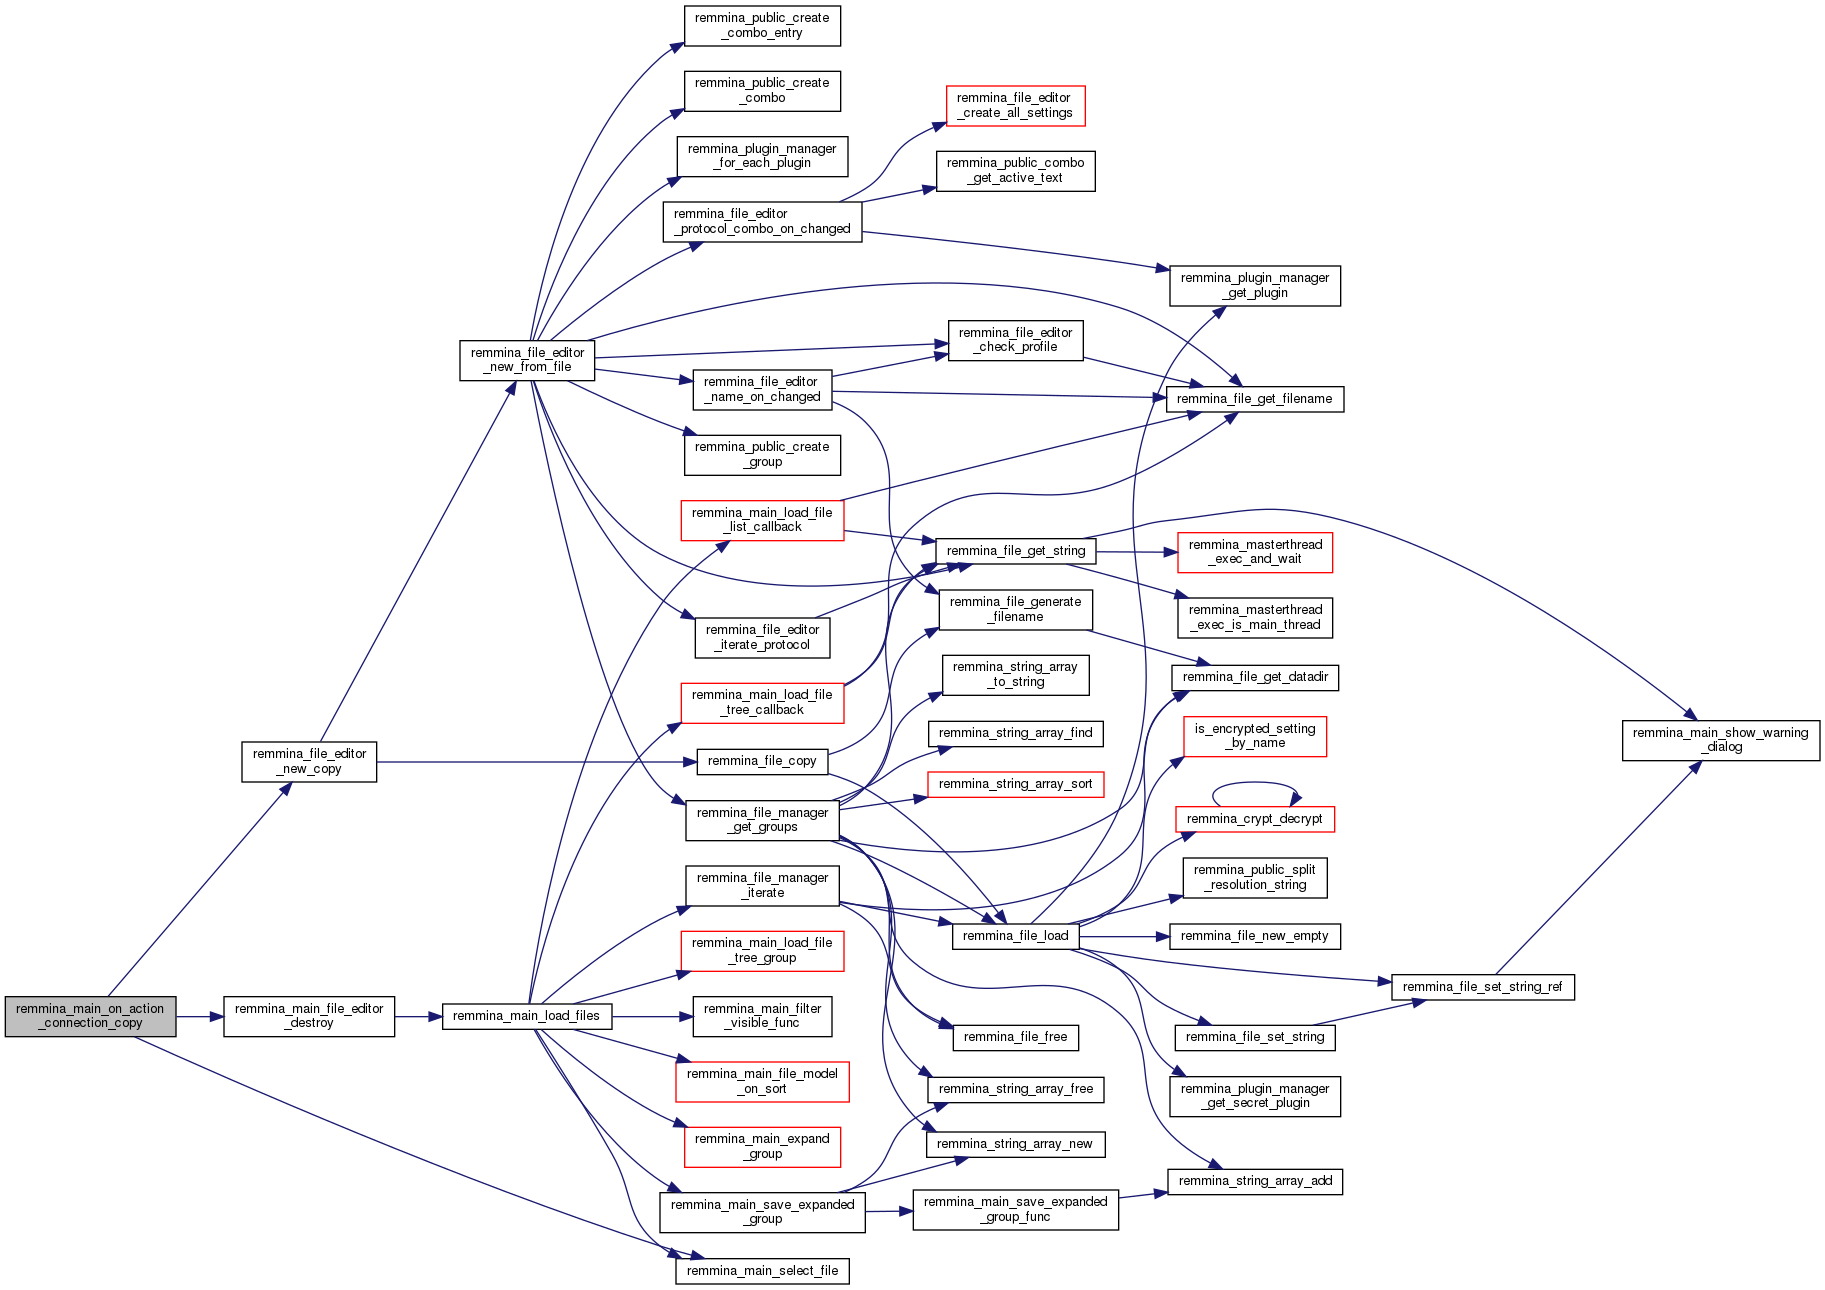 remmina_main_on_action
_connection_copy
remmina_file_editor
_new_copy
remmina_main_file_editor
_destroy
remmina_file_editor
_new_from_file
remmina_main_load_files
remmina_public_create
_combo_entry
remmina_public_create
_combo
remmina_plugin_manager
_for_each_plugin
remmina_file_editor
_protocol_combo_on_changed
remmina_file_editor
_name_on_changed
remmina_public_create
_group
remmina_main_load_file
_list_callback
remmina_file_editor
_iterate_protocol
remmina_main_load_file
_tree_callback
remmina_file_copy
remmina_file_manager
_get_groups
remmina_file_manager
_iterate
remmina_main_load_file
_tree_group
remmina_main_filter
_visible_func
remmina_main_file_model
_on_sort
remmina_main_expand
_group
remmina_main_save_expanded
_group
remmina_main_select_file
remmina_file_editor
_create_all_settings
remmina_public_combo
_get_active_text
remmina_file_editor
_check_profile
remmina_file_get_string
remmina_file_generate
_filename
remmina_string_array
_to_string
remmina_string_array_find
remmina_string_array_sort
remmina_file_load
remmina_file_free
remmina_string_array_free
remmina_string_array_new
remmina_main_save_expanded
_group_func
remmina_plugin_manager
_get_plugin
remmina_file_get_filename
remmina_masterthread
_exec_and_wait
remmina_masterthread
_exec_is_main_thread
remmina_file_get_datadir
is_encrypted_setting
_by_name
remmina_crypt_decrypt
remmina_public_split
_resolution_string
remmina_file_new_empty
remmina_file_set_string
remmina_plugin_manager
_get_secret_plugin
remmina_string_array_add
remmina_file_set_string_ref
remmina_main_show_warning
_dialog